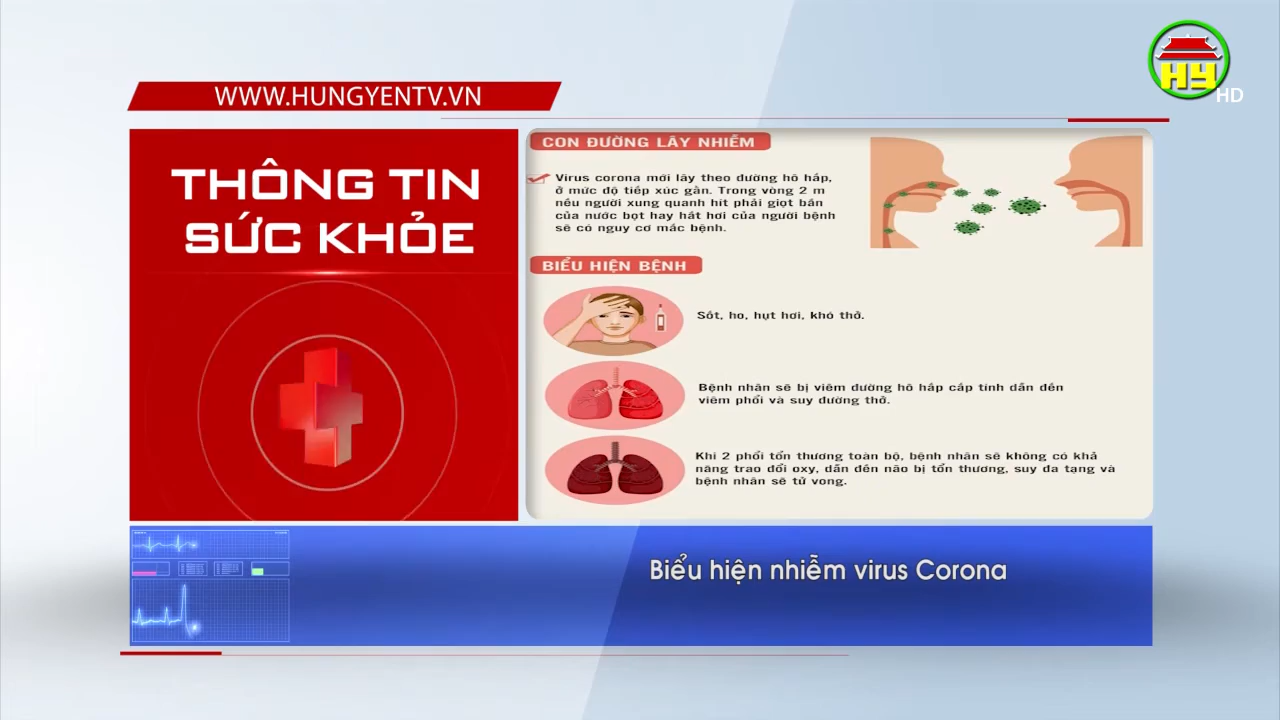 WWW.HUNGYENTV.VN
HY
HD
THÔNG TIN
SỨC KHỎE
CON ĐƯỜNG LÂY NHIỄM
Virus corona mới lây theo đường hô hấp,
ở mức độ tiếp xúc gần. Trong vòng 2 m
nếu người xung quanh hít phải giọt bắn
của nước bọt hay hắt hơi của người bệnh
sẽ có nguy cơ mắc bệnh.
BIỂU HIỆN BỆNH
Sốt, ho, hụt hơi, khó thở.
Bệnh nhân sẽ bị viêm đường hô hấp cấp tính dẫn đến
viêm phổi và suy đường thở.
Khi 2 phổi tổn thương toàn bộ, bệnh nhân sẽ không có khả
năng trao đổi oxy, dẫn đến não bị tổn thương, suy đa tạng và
bệnh nhân sẽ tử vong.
Biểu hiện nhiễm virus Corona